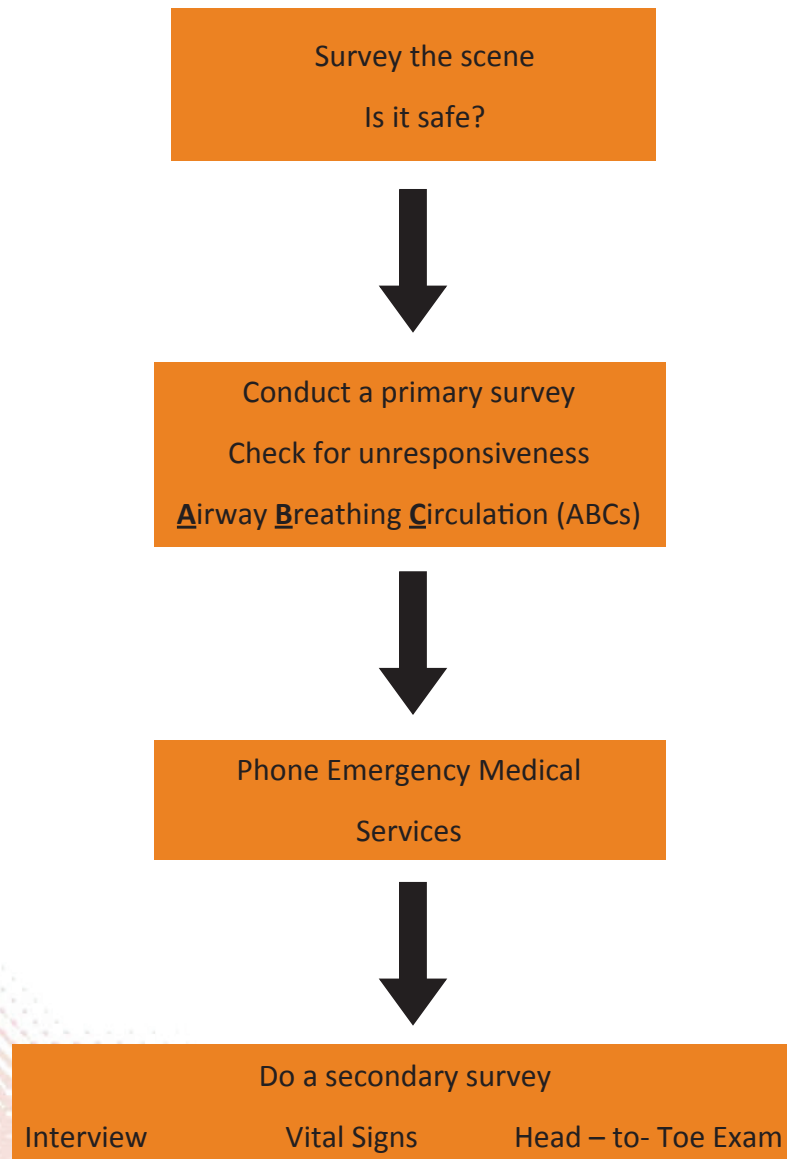 Survey the scene
Is it safe?
Conduct a primary survey
Check for unresponsiveness
Airway Breathing Circulation (ABCs)
Phone Emergency Medical
Services
Do a secondary survey
Interview Vital Signs Head – to- Toe Exam